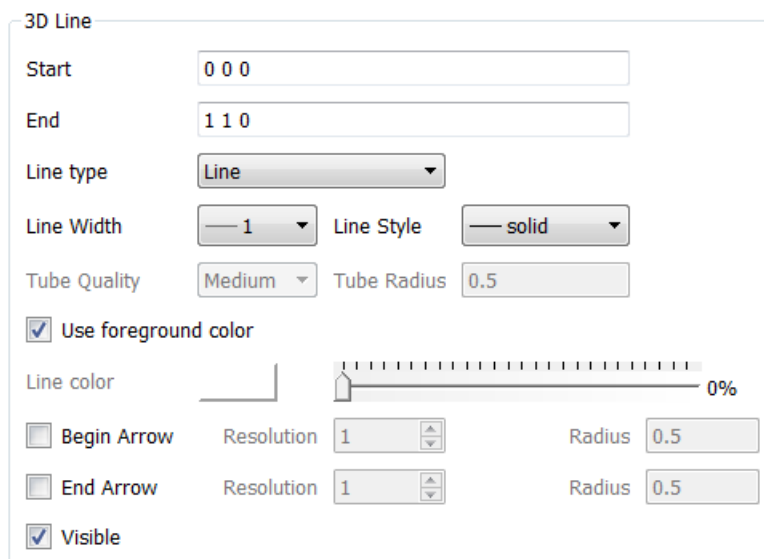 3D Line
Start 0 0 0
End 1 1 0
Line type Line
Line Width 1 Line Style solid
Tube Quality Medium Tube Radius 0.5
Use foreground color
Line color 0%
Begin Arrow Resolution 1 Radius 0.5
End Arrow Resolution 1 Radius 0.5
Visible